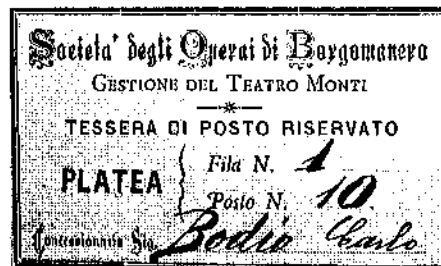 Società' degli Operai di Borgomanero
GESTIONE DEL TEATRO MONTI
TESSERA DI POSTO RISERVATO
PLATEA
Fila N. 1
Posto N. 10.
Concessionario Sig. Bodio Carlo